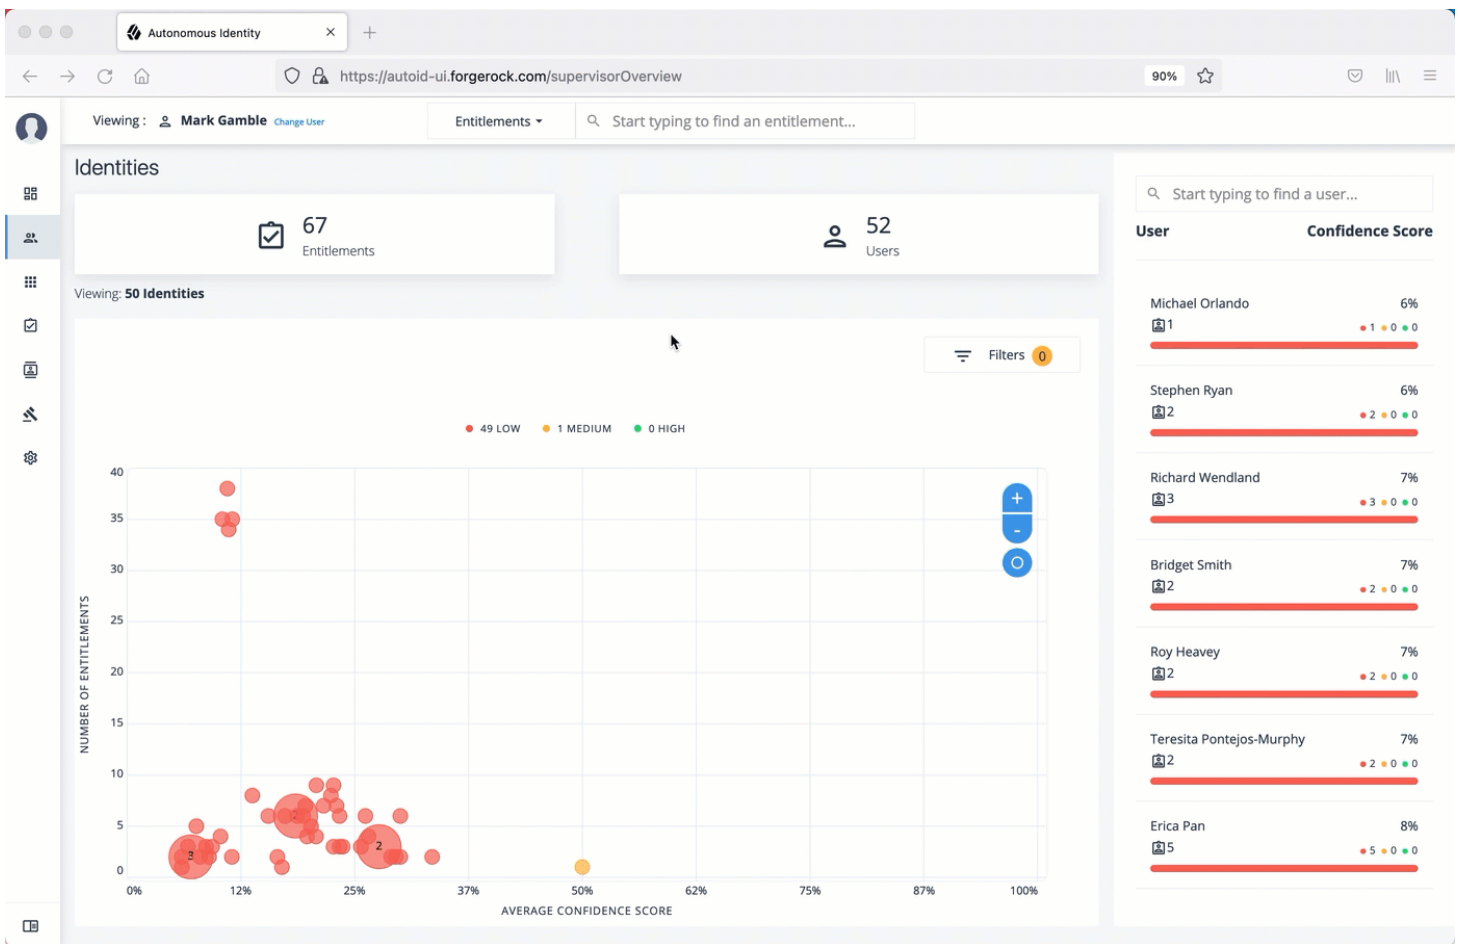 Autonomous Identity
https://autoid-ui.forgerock.com/supervisorOverview
90%
Viewing : Mark Gamble Change User
Entitlements
Start typing to find an entitlement...
Identities
67
Entitlements
52
Users
Viewing: 50 Identities
Filters 0
49 LOW 1 MEDIUM 0 HIGH
NUMBER OF ENTITLEMENTS
40
35
30
25
20
15
10
5
0
3
2
0% 12% 25% 37% 50% 62% 75% 87% 100%
AVERAGE CONFIDENCE SCORE
Start typing to find a user...
User Confidence Score
Michael Orlando 6%
1 1 0 0
Stephen Ryan 6%
2 2 0 0
Richard Wendland 7%
3 3 0 0
Bridget Smith 7%
2 2 0 0
Roy Heavey 7%
2 2 0 0
Teresita Pontejos-Murphy 7%
2 2 0 0
Erica Pan 8%
5 5 0 0